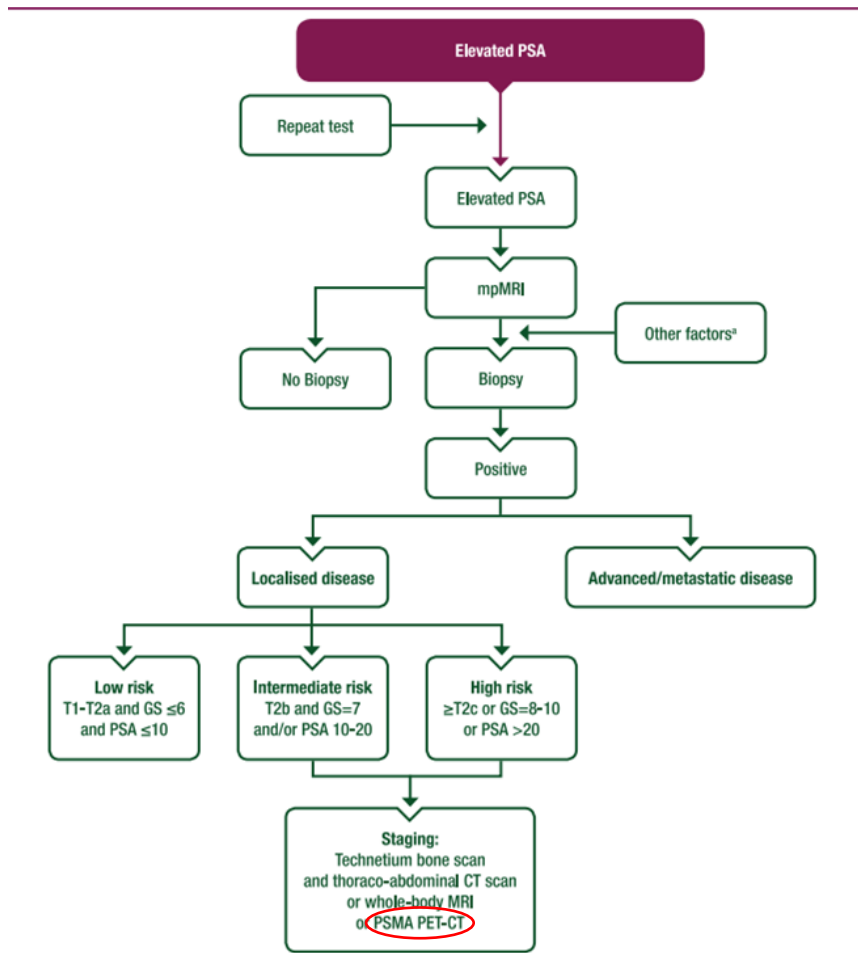 Elevated PSA
Repeat test
Elevated PSA
mpMRI
Other factorsᵃ
No Biopsy
Biopsy
Positive
Localised disease
Advanced/metastatic disease
Low risk
T1-T2a and GS ≤6
and PSA ≤10
Intermediate risk
T2b and GS=7
and/or PSA 10-20
High risk
≥T2c or GS=8-10
or PSA >20
Staging:
Technetium bone scan
and thoraco-abdominal CT scan
or whole-body MRI
or PSMA PET-CT